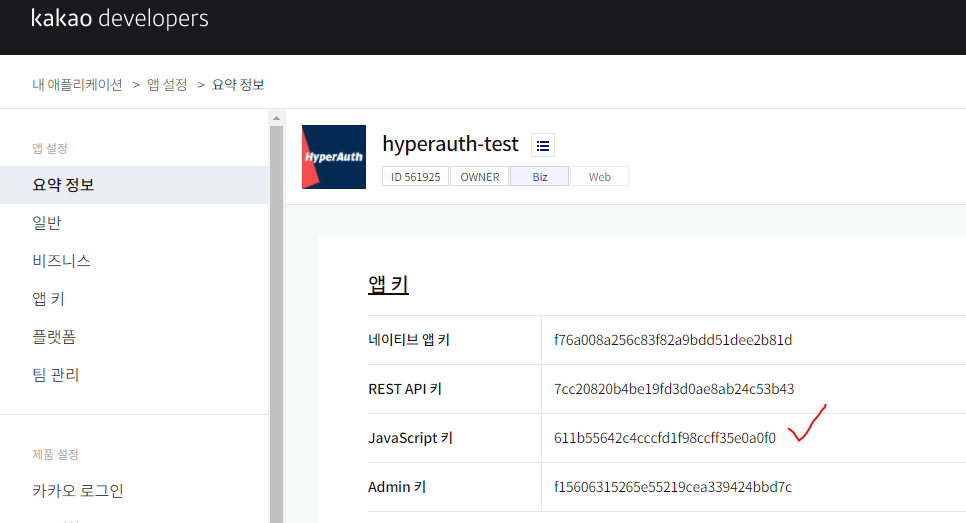 kakao developers
내 애플리케이션 > 앱 설정 > 요약 정보
앱 설정
요약 정보
일반
비즈니스
앱 키
플랫폼
팀 관리
제품 설정
카카오 로그인
HyperAuth
hyperauth-test
ID 561925 OWNER Biz Web
앱 키
네이티브 앱 키 f76a008a256c83f82a9bdd51dee2b81d
REST API 키 7cc20820b4be19fd3d0ae8ab24c53b43
JavaScript 키 611b55642c4cccfd1f98ccff35e0a0f0
Admin 키 f15606315265e55219cea339424bbd7c